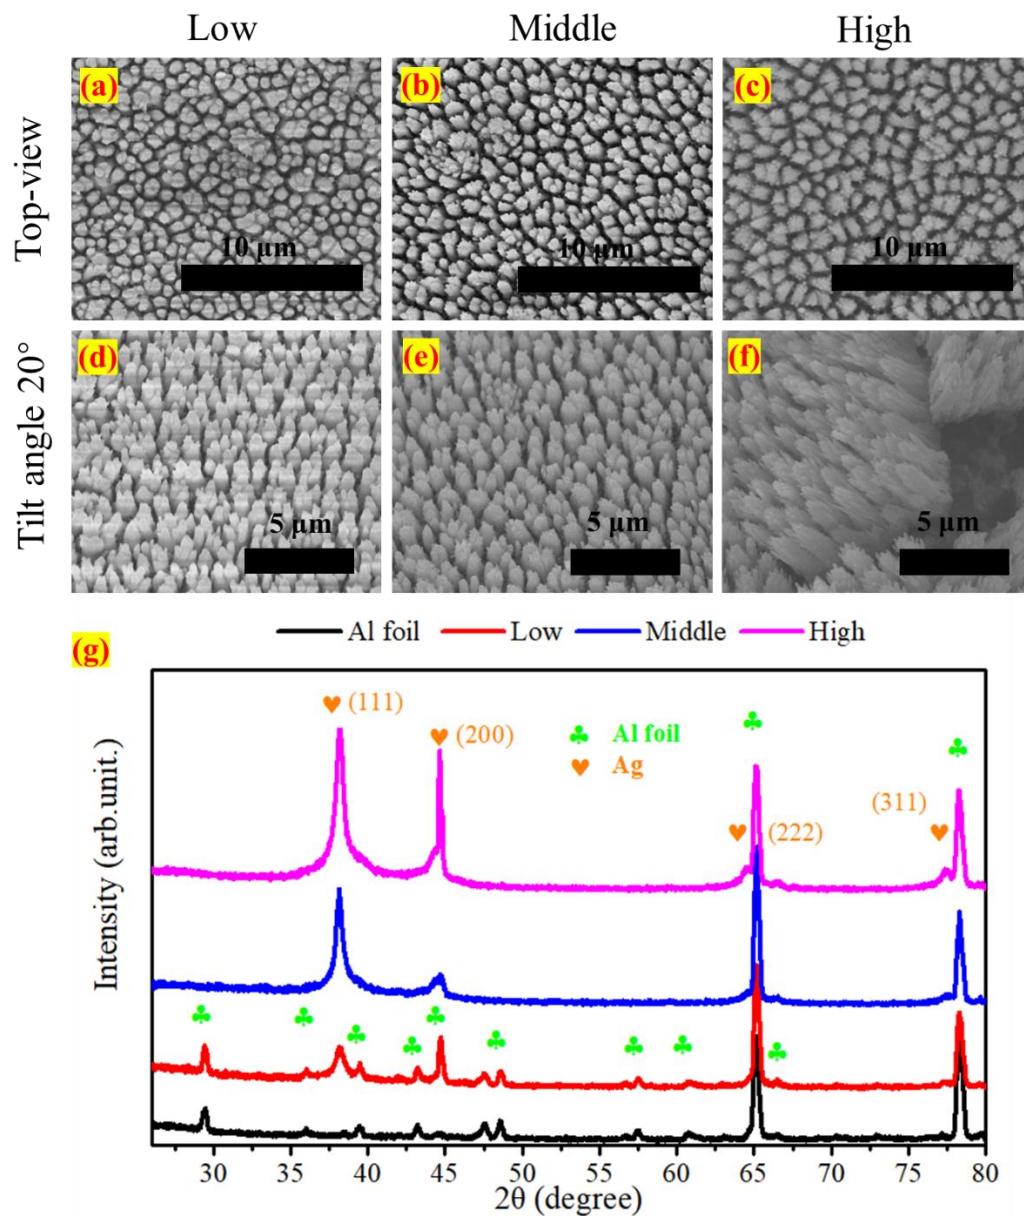 Low Middle High
Top-view
(a) (b) (c)
10 μm 10 μm 10 μm
Tilt angle 20°
(d) (e) (f)
5 μm 5 μm 5 μm
(g)
Al foil Low Middle High
Intensity (arb.unit.)
(111)
(200)
Al foil
Ag
(311)
(222)
30 35 40 45 50 55 60 65 70 75 80
2θ (degree)